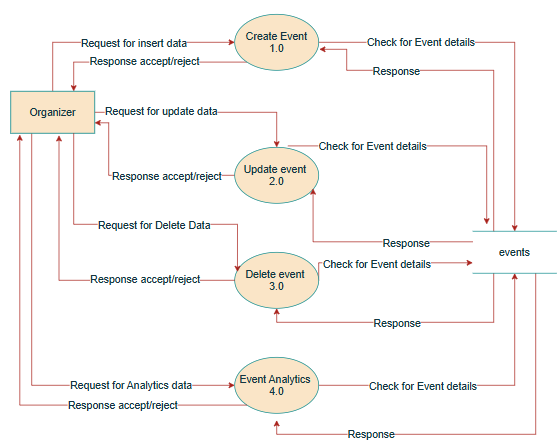 Create Event
1.0
Request for insert data
Check for Event details
Response accept/reject
Response
Organizer
Request for update data
Check for Event details
Update event
2.0
Response accept/reject
Request for Delete Data
Response
events
Check for Event details
Delete event
3.0
Response accept/reject
Response
Event Analytics
4.0
Request for Analytics data
Check for Event details
Response accept/reject
Response